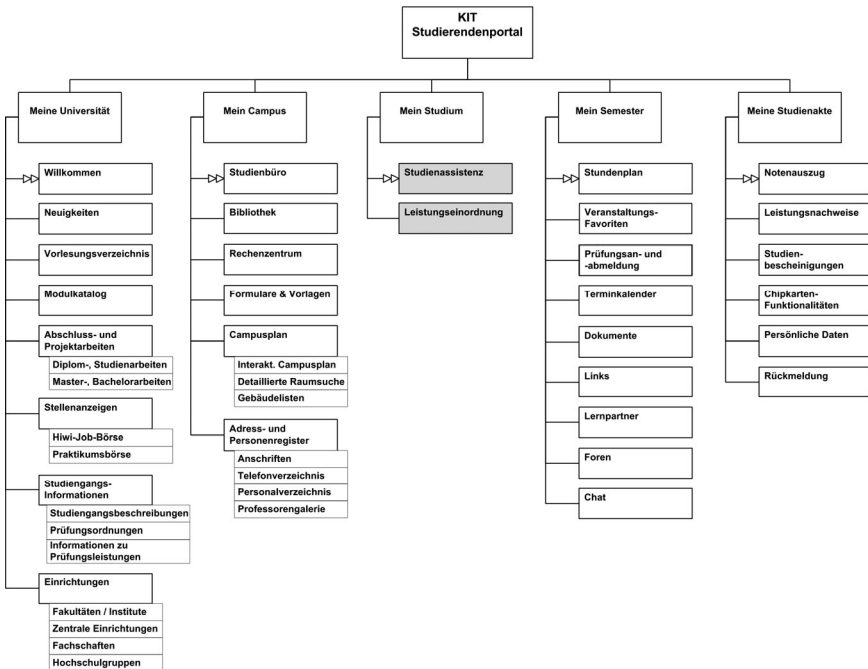 KIT
Studierendenportal
Meine Universität
Willkommen
Neuigkeiten
Vorlesungsverzeichnis
Modulkatalog
Abschluss- und
Projektarbeiten
Diplom-, Studienarbeiten
Master-, Bachelorarbeiten
Stellenanzeigen
Hiwi-Job-Börse
Praktikumsbörse
Studiengangs-
Informationen
Studiengangsbeschreibungen
Prüfungsordnungen
Informationen zu
Prüfungsleistungen
Einrichtungen
Fakultäten / Institute
Zentrale Einrichtungen
Fachschaften
Hochschulgruppen
Mein Campus
Studienbüro
Bibliothek
Rechenzentrum
Formulare & Vorlagen
Campusplan
Interakt. Campusplan
Detaillierte Raumsuche
Gebäudelisten
Adress- und
Personenregister
Anschriften
Telefonverzeichnis
Personalverzeichnis
Professorengalerie
Mein Studium
Studienassistenz
Leistungseinordnung
Mein Semester
Stundenplan
Veranstaltungs-
Favoriten
Prüfungsan- und
-abmeldung
Terminkalender
Dokumente
Links
Lernpartner
Foren
Chat
Meine Studienakte
Notenauszug
Leistungsnachweise
Studien-
bescheinigungen
Chipkarten-
Funktionalitäten
Persönliche Daten
Rückmeldung